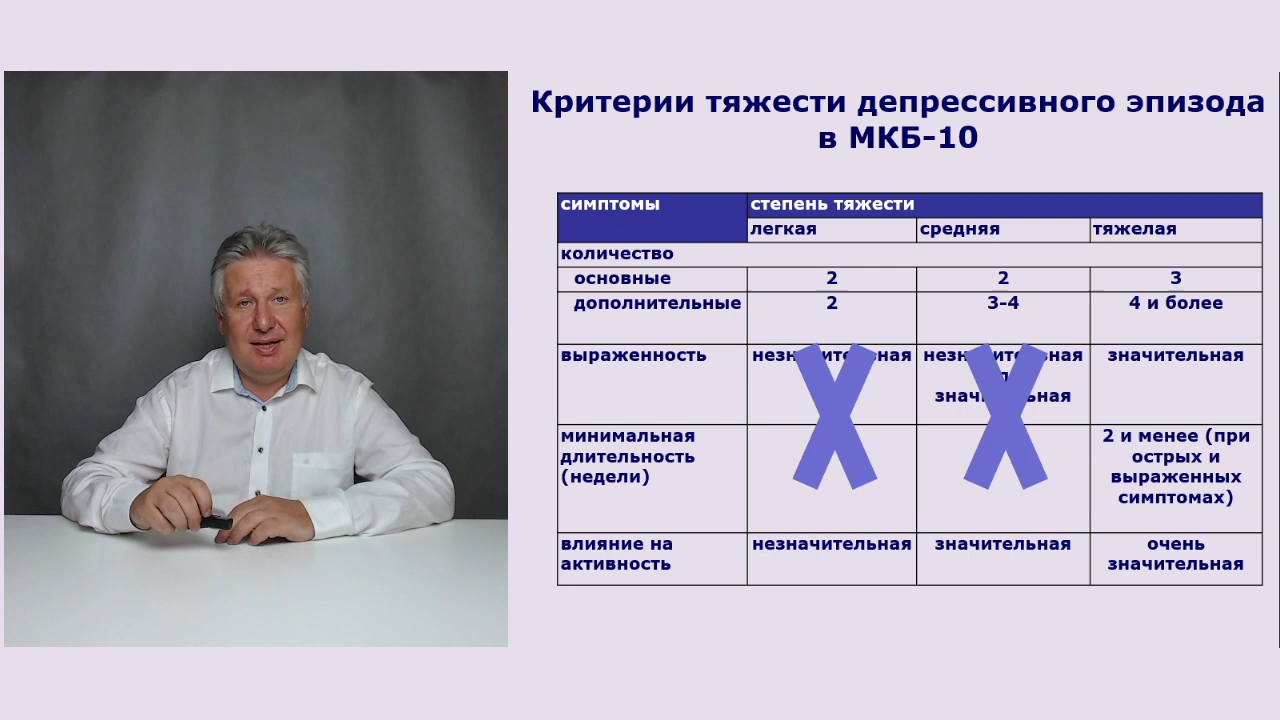 Критерии тяжести депрессивного эпизода
в МКБ-10
симптомы степень тяжести
легкая средняя тяжелая
количество
основные 2 2 3
дополнительные 2 3-4 4 и более
выраженность значительная
минимальная
длительность
(недели)
2 и менее (при
острых и
выраженных
симптомах)
влияние на
активность
незначительная значительная очень
значительная